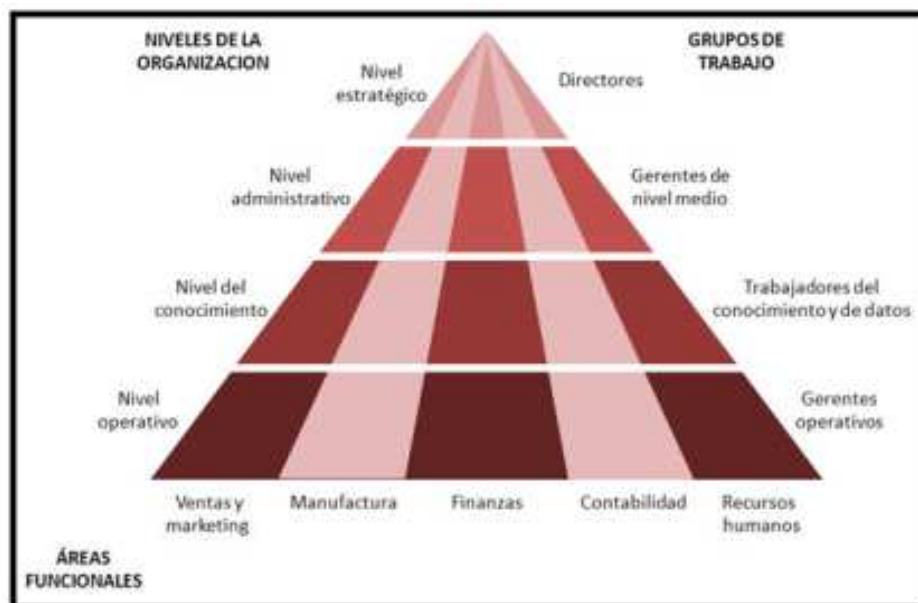 NIVELES DE LA
ORGANIZACION
GRUPOS DE
TRABAJO
Nivel
estratégico
Directores
Nivel
administrativo
Gerentes de
nivel medio
Nivel del
conocimiento
Trabajadores del
conocimiento y de datos
Nivel
operativo
Gerentes
operativos
Ventas y
marketing
Manufactura
Finanzas
Contabilidad
Recursos
humanos
ÁREAS
FUNCIONALES